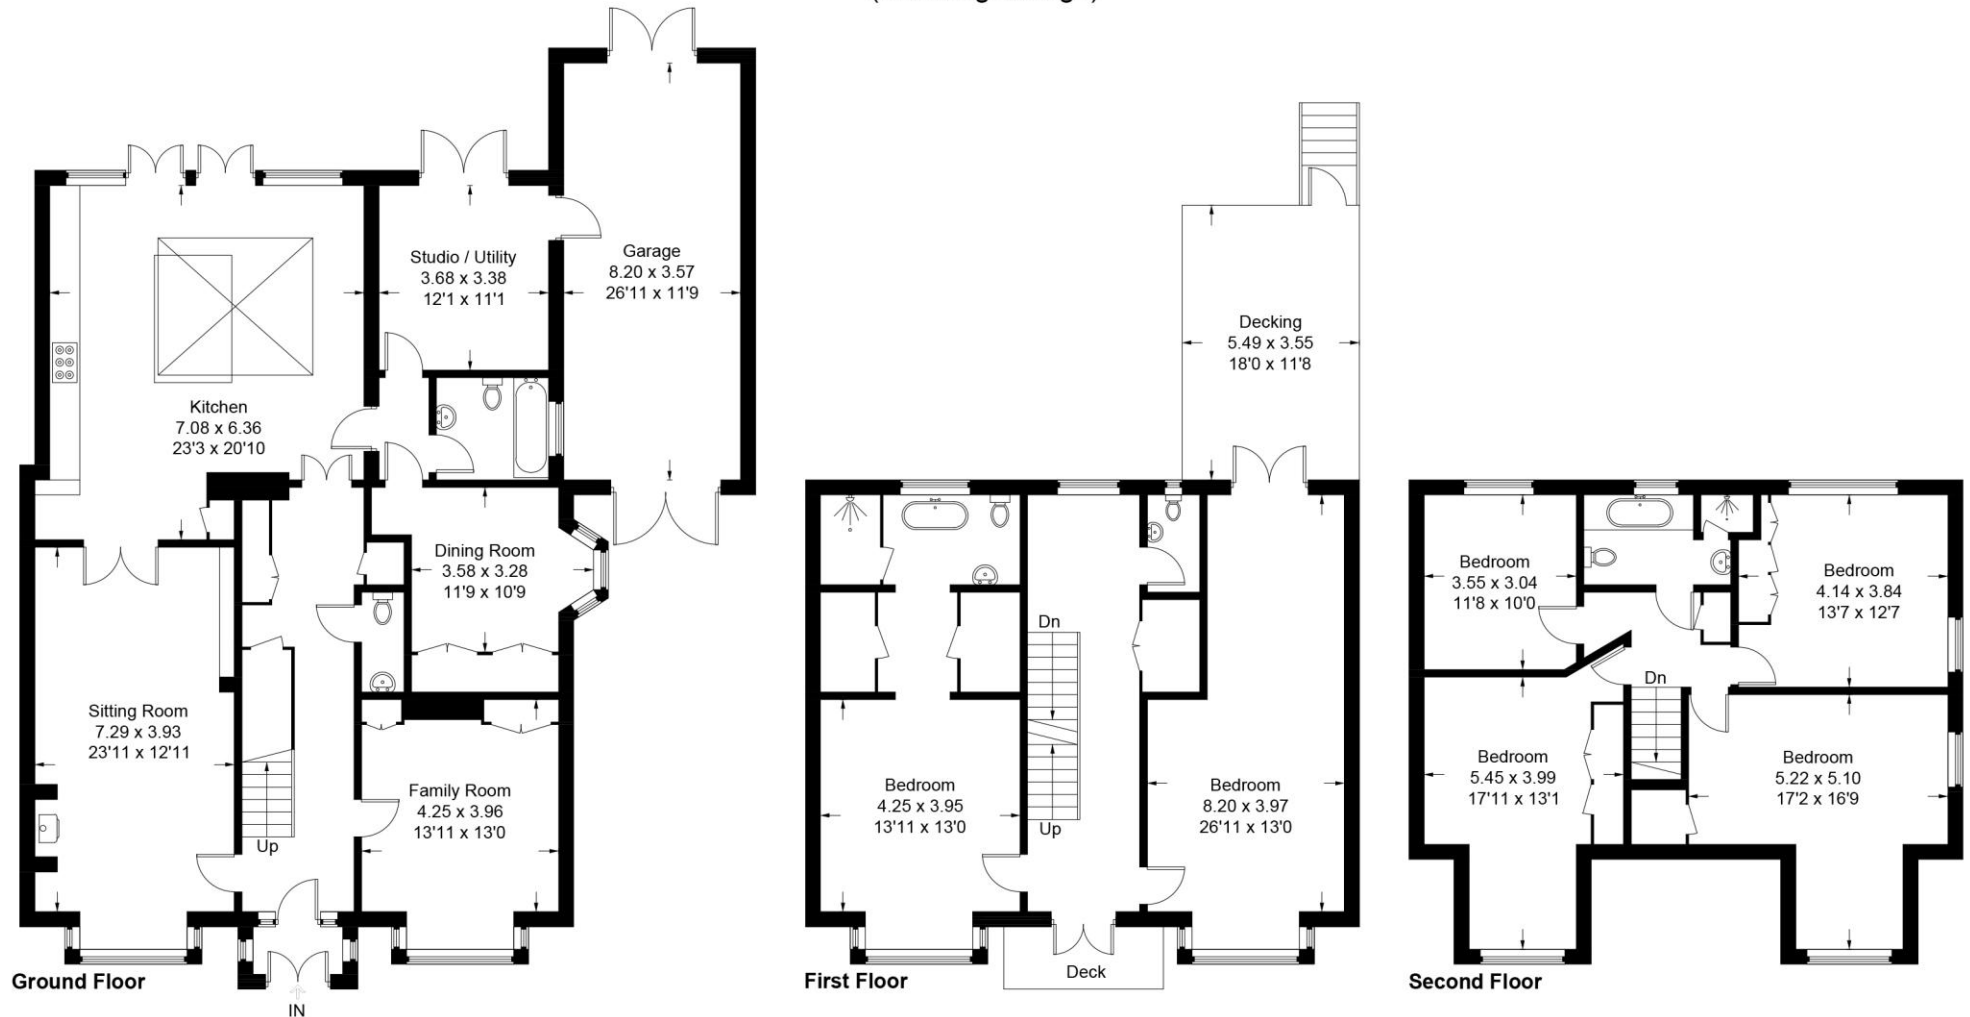 Garage
8.20 x 3.57
26'11 x 11'9
Studio / Utility
3.68 x 3.38
12'1 x 11'1
Kitchen
7.08 x 6.36
23'3 x 20'10
Dining Room
3.58 x 3.28
11'9 x 10'9
Sitting Room
7.29 x 3.93
23'11 x 12'11
Family Room
4.25 x 3.96
13'11 x 13'0
Up
IN
Ground Floor
Decking
5.49 x 3.55
18'0 x 11'8
Dn
Bedroom
4.25 x 3.95
13'11 x 13'0
Up
Bedroom
8.20 x 3.97
26'11 x 13'0
Deck
First Floor
Bedroom
3.55 x 3.04
11'8 x 10'0
Bedroom
4.14 x 3.84
13'7 x 12'7
Dn
Bedroom
5.45 x 3.99
17'11 x 13'1
Bedroom
5.22 x 5.10
17'2 x 16'9
Second Floor